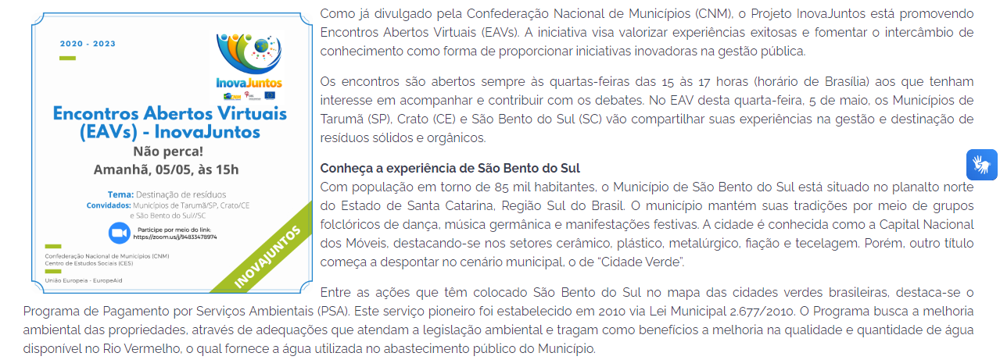 2020 - 2023
InovaJuntos
Encontros Abertos Virtuais
(EAVs) - InovaJuntos
Não perca!
Amanhã, 05/05, às 15h
Tema: Destinação de resíduos
Convidados: Municípios de Tarumã/SP, Crato/CE
e São Bento do Sul//SC
Participe por meio do link:
https://zoom.us/j/94833478974
Confederação Nacional de Municípios (CNM)
Centro de Estudos Sociais (CES)
União Europeia - EuropeAid
INOVAJUNTOS
Como já divulgado pela Confederação Nacional de Municípios (CNM), o Projeto InovaJuntos está promovendo
Encontros Abertos Virtuais (EAVs). A iniciativa visa valorizar experiências exitosas e fomentar o intercâmbio de
conhecimento como forma de proporcionar iniciativas inovadoras na gestão pública.
Os encontros são abertos sempre às quartas-feiras das 15 às 17 horas (horário de Brasília) aos que tenham
interesse em acompanhar e contribuir com os debates. No EAV desta quarta-feira, 5 de maio, os Municípios de
Tarumã (SP), Crato (CE) e São Bento do Sul (SC) vão compartilhar suas experiências na gestão e destinação de
resíduos sólidos e orgânicos.
Conheça a experiência de São Bento do Sul
Com população em torno de 85 mil habitantes, o Município de São Bento do Sul está situado no planalto norte
do Estado de Santa Catarina, Região Sul do Brasil. O município mantém suas tradições por meio de grupos
folclóricos de dança, música germânica e manifestações festivas. A cidade é conhecida como a Capital Nacional
dos Móveis, destacando-se nos setores cerâmico, plástico, metalúrgico, fiação e tecelagem. Porém, outro título
começa a despontar no cenário municipal, o de “Cidade Verde”.
Entre as ações que têm colocado São Bento do Sul no mapa das cidades verdes brasileiras, destaca-se o
Programa de Pagamento por Serviços Ambientais (PSA). Este serviço pioneiro foi estabelecido em 2010 via Lei Municipal 2.677/2010. O Programa busca a melhoria
ambiental das propriedades, através de adequações que atendam a legislação ambiental e tragam como benefícios a melhoria na qualidade e quantidade de água
disponível no Rio Vermelho, o qual fornece a água utilizada no abastecimento público do Município.